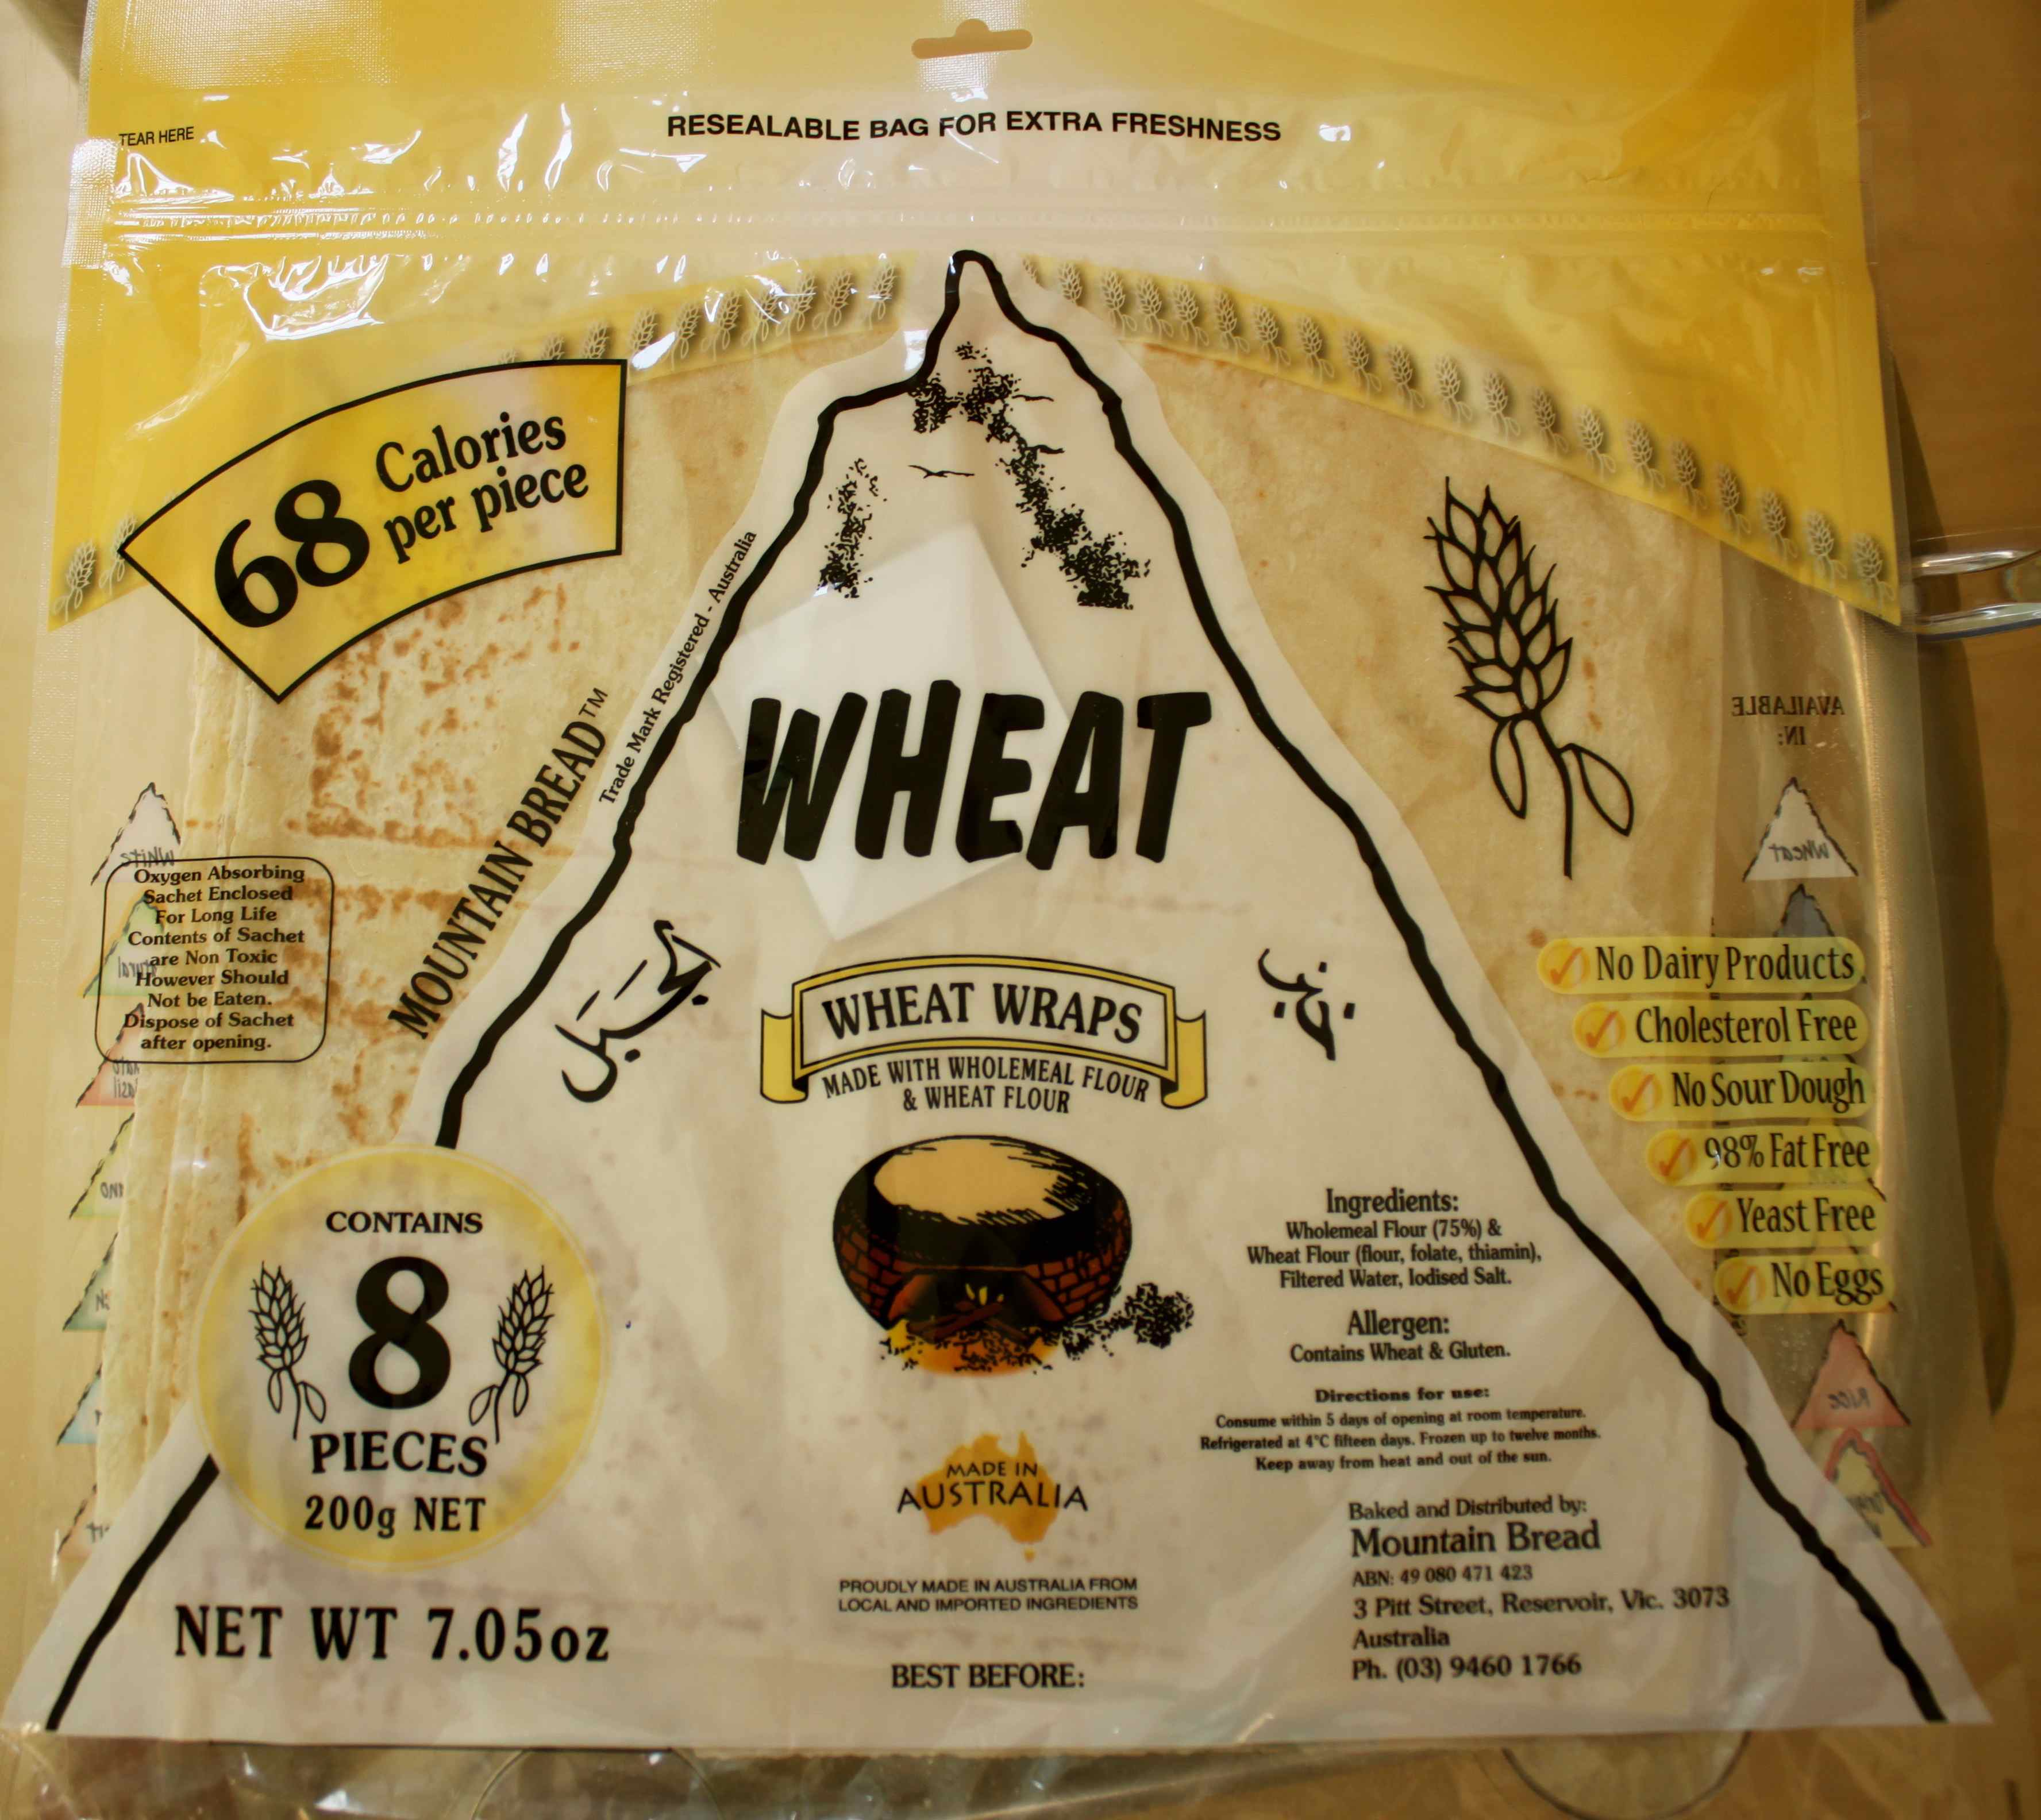 TEAR HERE
RESEALABLE BAG FOR EXTRA FRESHNESS
68
Calories
per piece
MOUNTAIN BREAD™
Trade Mark Registered - Australia
WHEAT
AVAILABLE
IN:
Wheat
White
Oxygen Absorbing
Sachet Enclosed
For Long Life
Contents of Sachet
are Non Toxic
However Should
Not be Eaten.
Dispose of Sachet
after opening.
خبز
الجبل
WHEAT WRAPS
MADE WITH WHOLEMEAL FLOUR
& WHEAT FLOUR
No Dairy Products
Cholesterol Free
No Sour Dough
98% Fat Free
Yeast Free
No Eggs
Rice
CONTAINS
8
PIECES
200g NET
NET WT 7.05oz
MADE IN
AUSTRALIA
PROUDLY MADE IN AUSTRALIA FROM
LOCAL AND IMPORTED INGREDIENTS
BEST BEFORE:
Ingredients:
Wholemeal Flour (75%) &
Wheat Flour (flour, folate, thiamin),
Filtered Water, Iodised Salt.
Allergen:
Contains Wheat & Gluten.
Directions for use:
Consume within 5 days of opening at room temperature.
Refrigerated at 4°C fifteen days. Frozen up to twelve months.
Keep away from heat and out of the sun.
Baked and Distributed by:
Mountain Bread
ABN: 49 080 471 423
3 Pitt Street, Reservoir, Vic. 3073
Australia
Ph. (03) 9460 1766